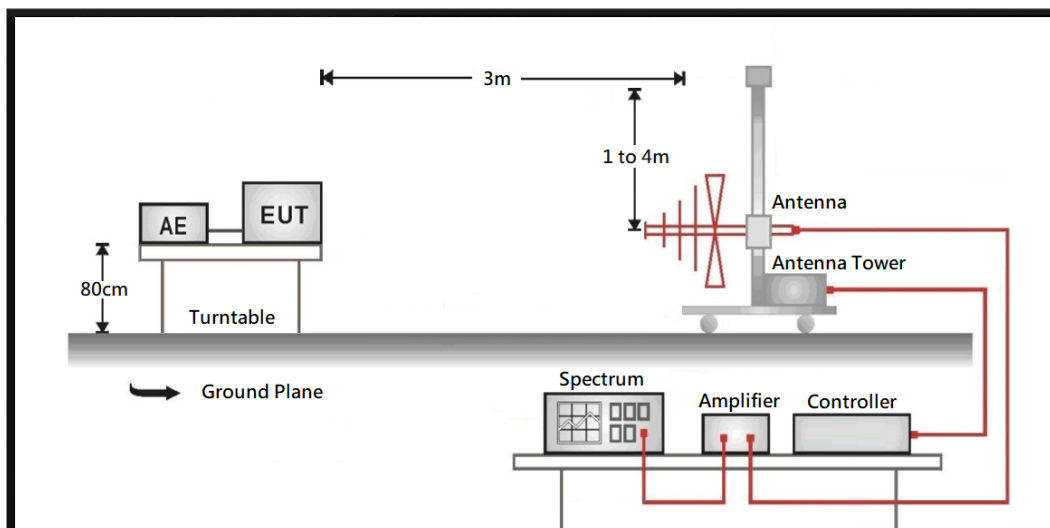 3m
1 to 4m
Antenna
AE
EUT
Antenna Tower
80cm
Turntable
Ground Plane
Spectrum
Amplifier
Controller